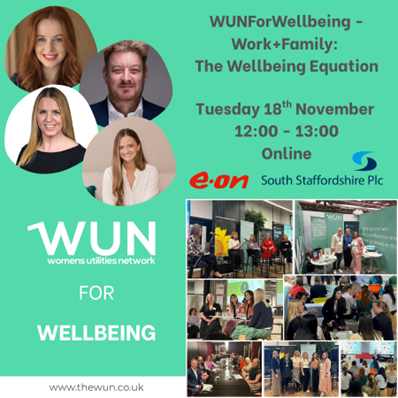 WUNForWellbeing -
Work+Family:
The Wellbeing Equation
Tuesday 18th November
12:00 - 13:00
Online
e·on
South Staffordshire Plc
WUN
womens utilities network
FOR
WELLBEING
WUN
www.thewun.co.uk